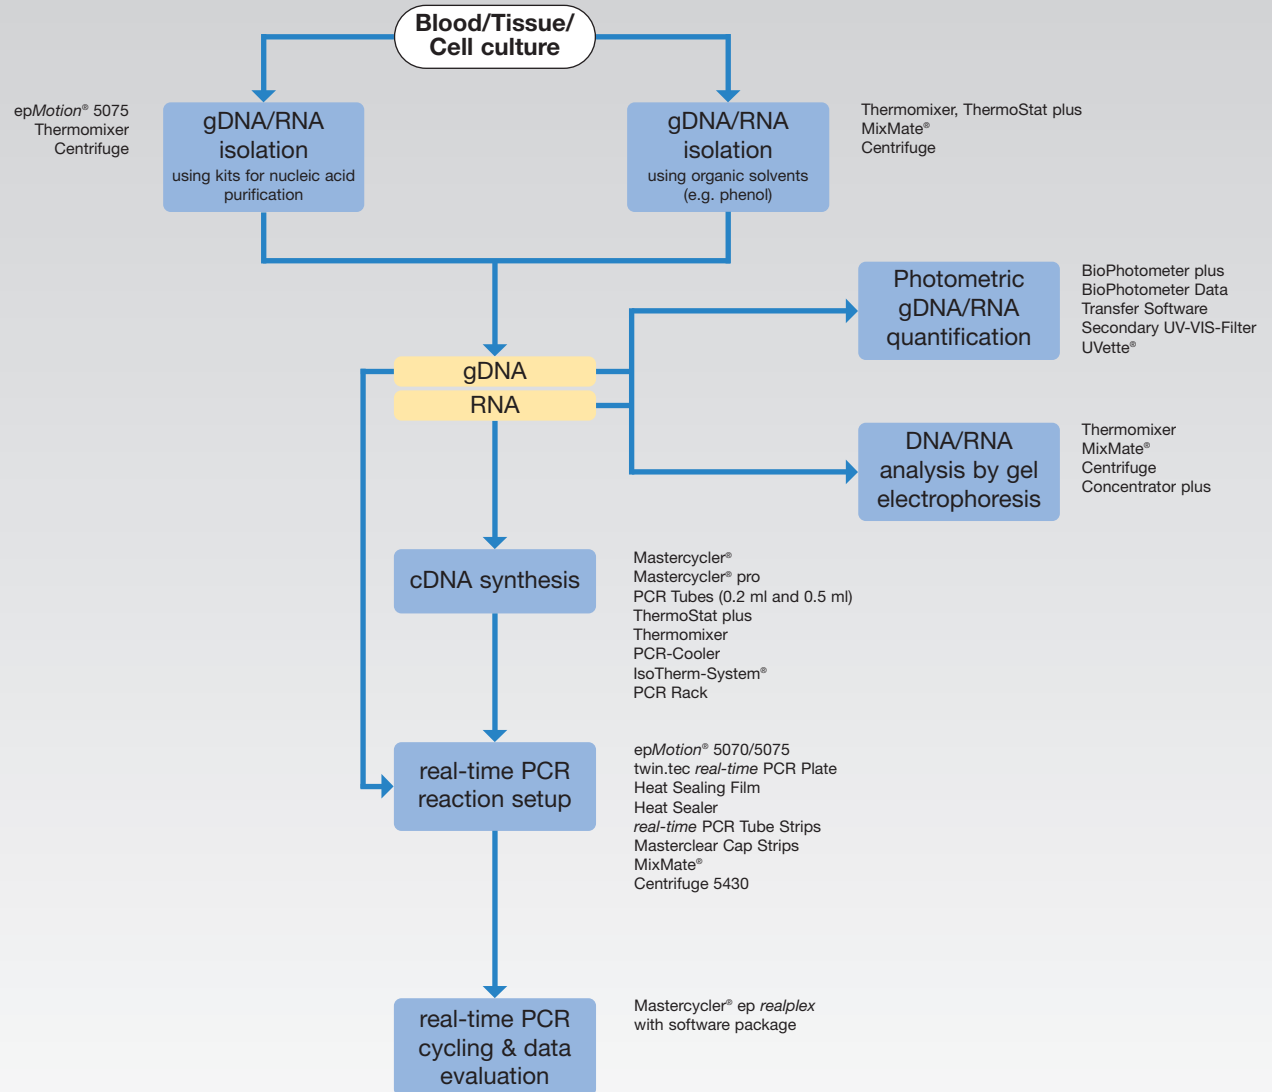 Blood/Tissue/
Cell culture
epMotion® 5075
Thermomixer
Centrifuge
gDNA/RNA
isolation
using kits for nucleic acid
purification
gDNA/RNA
isolation
using organic solvents
(e.g. phenol)
Thermomixer, ThermoStat plus
MixMate®
Centrifuge
Photometric
gDNA/RNA
quantification
BioPhotometer plus
BioPhotometer Data
Transfer Software
Secondary UV-VIS-Filter
UVette®
gDNA
RNA
DNA/RNA
analysis by gel
electrophoresis
Thermomixer
MixMate®
Centrifuge
Concentrator plus
cDNA synthesis
Mastercycler®
Mastercycler® pro
PCR Tubes (0.2 ml and 0.5 ml)
ThermoStat plus
Thermomixer
PCR-Cooler
IsoTherm-System®
PCR Rack
real-time PCR
reaction setup
epMotion® 5070/5075
twin.tec real-time PCR Plate
Heat Sealing Film
Heat Sealer
real-time PCR Tube Strips
Masterclear Cap Strips
MixMate®
Centrifuge 5430
real-time PCR
cycling & data
evaluation
Mastercycler® ep realplex
with software package